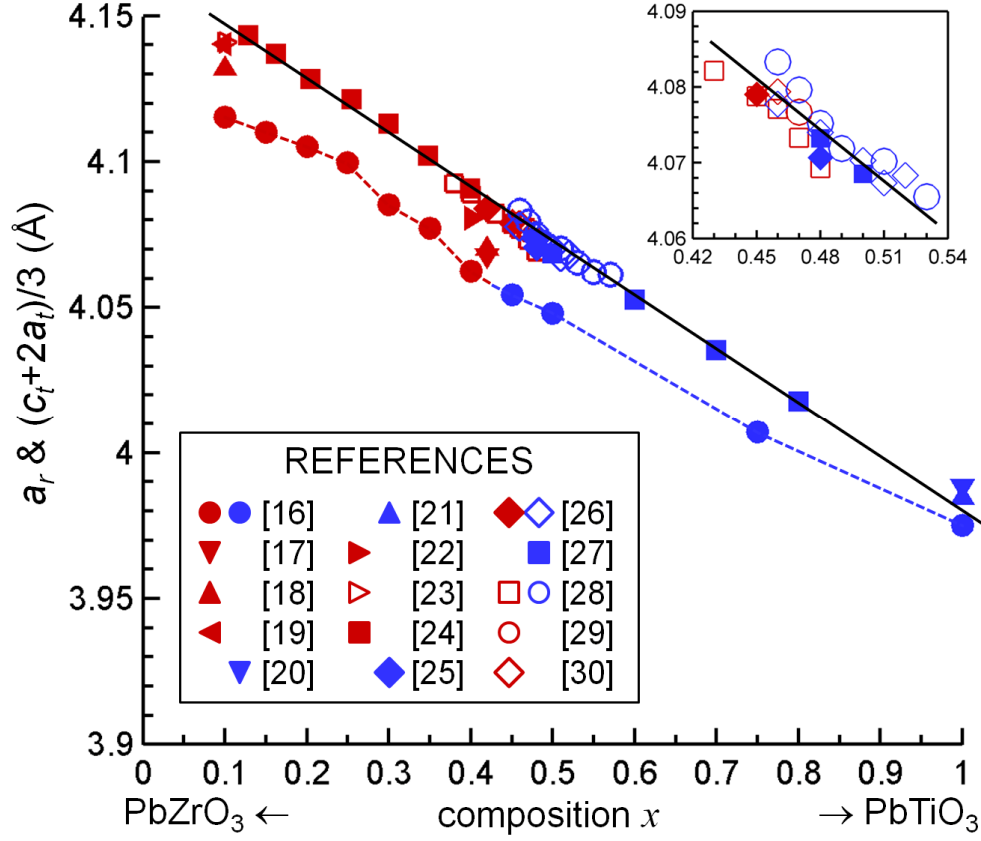 4.15
4.1
4.05
4
3.95
3.9
a_r & (c_t+2a_t)/3 (Å)
4.09
4.08
4.07
4.06
0.42 0.45 0.48 0.51 0.54
REFERENCES
[16] [21] [26]
[17] [22] [27]
[18] [23] [28]
[19] [24] [29]
[20] [25] [30]
0 0.1 0.2 0.3 0.4 0.5 0.6 0.7 0.8 0.9 1
PbZrO₃ ← composition x → PbTiO₃